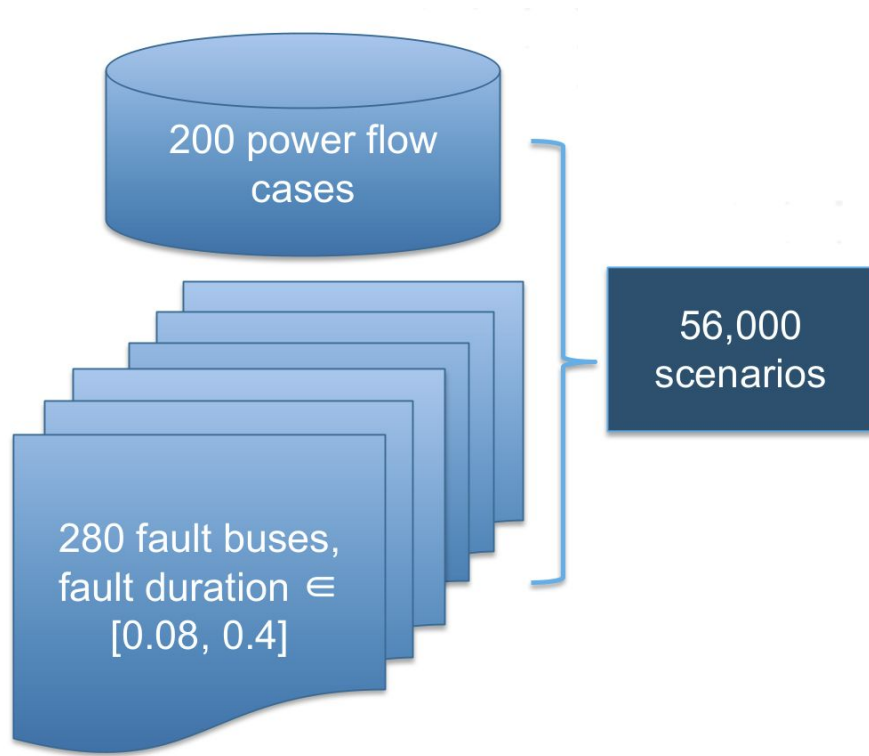 200 power flow
cases
280 fault buses,
fault duration ∈
[0.08, 0.4]
56,000
scenarios